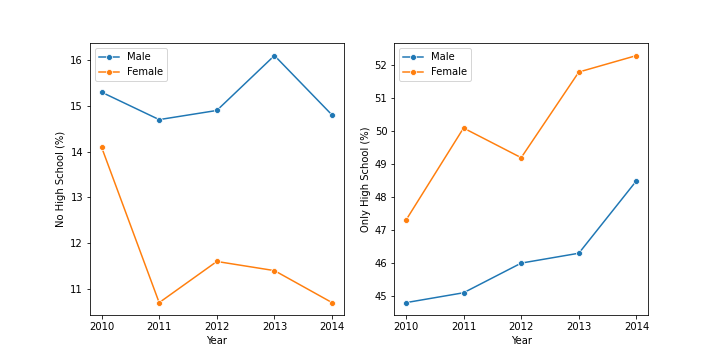 Male
Female
16
15
14
13
12
11
No High School (%)
2010 2011 2012 2013 2014
Year
Male
Female
52
51
50
49
48
47
46
45
Only High School (%)
2010 2011 2012 2013 2014
Year